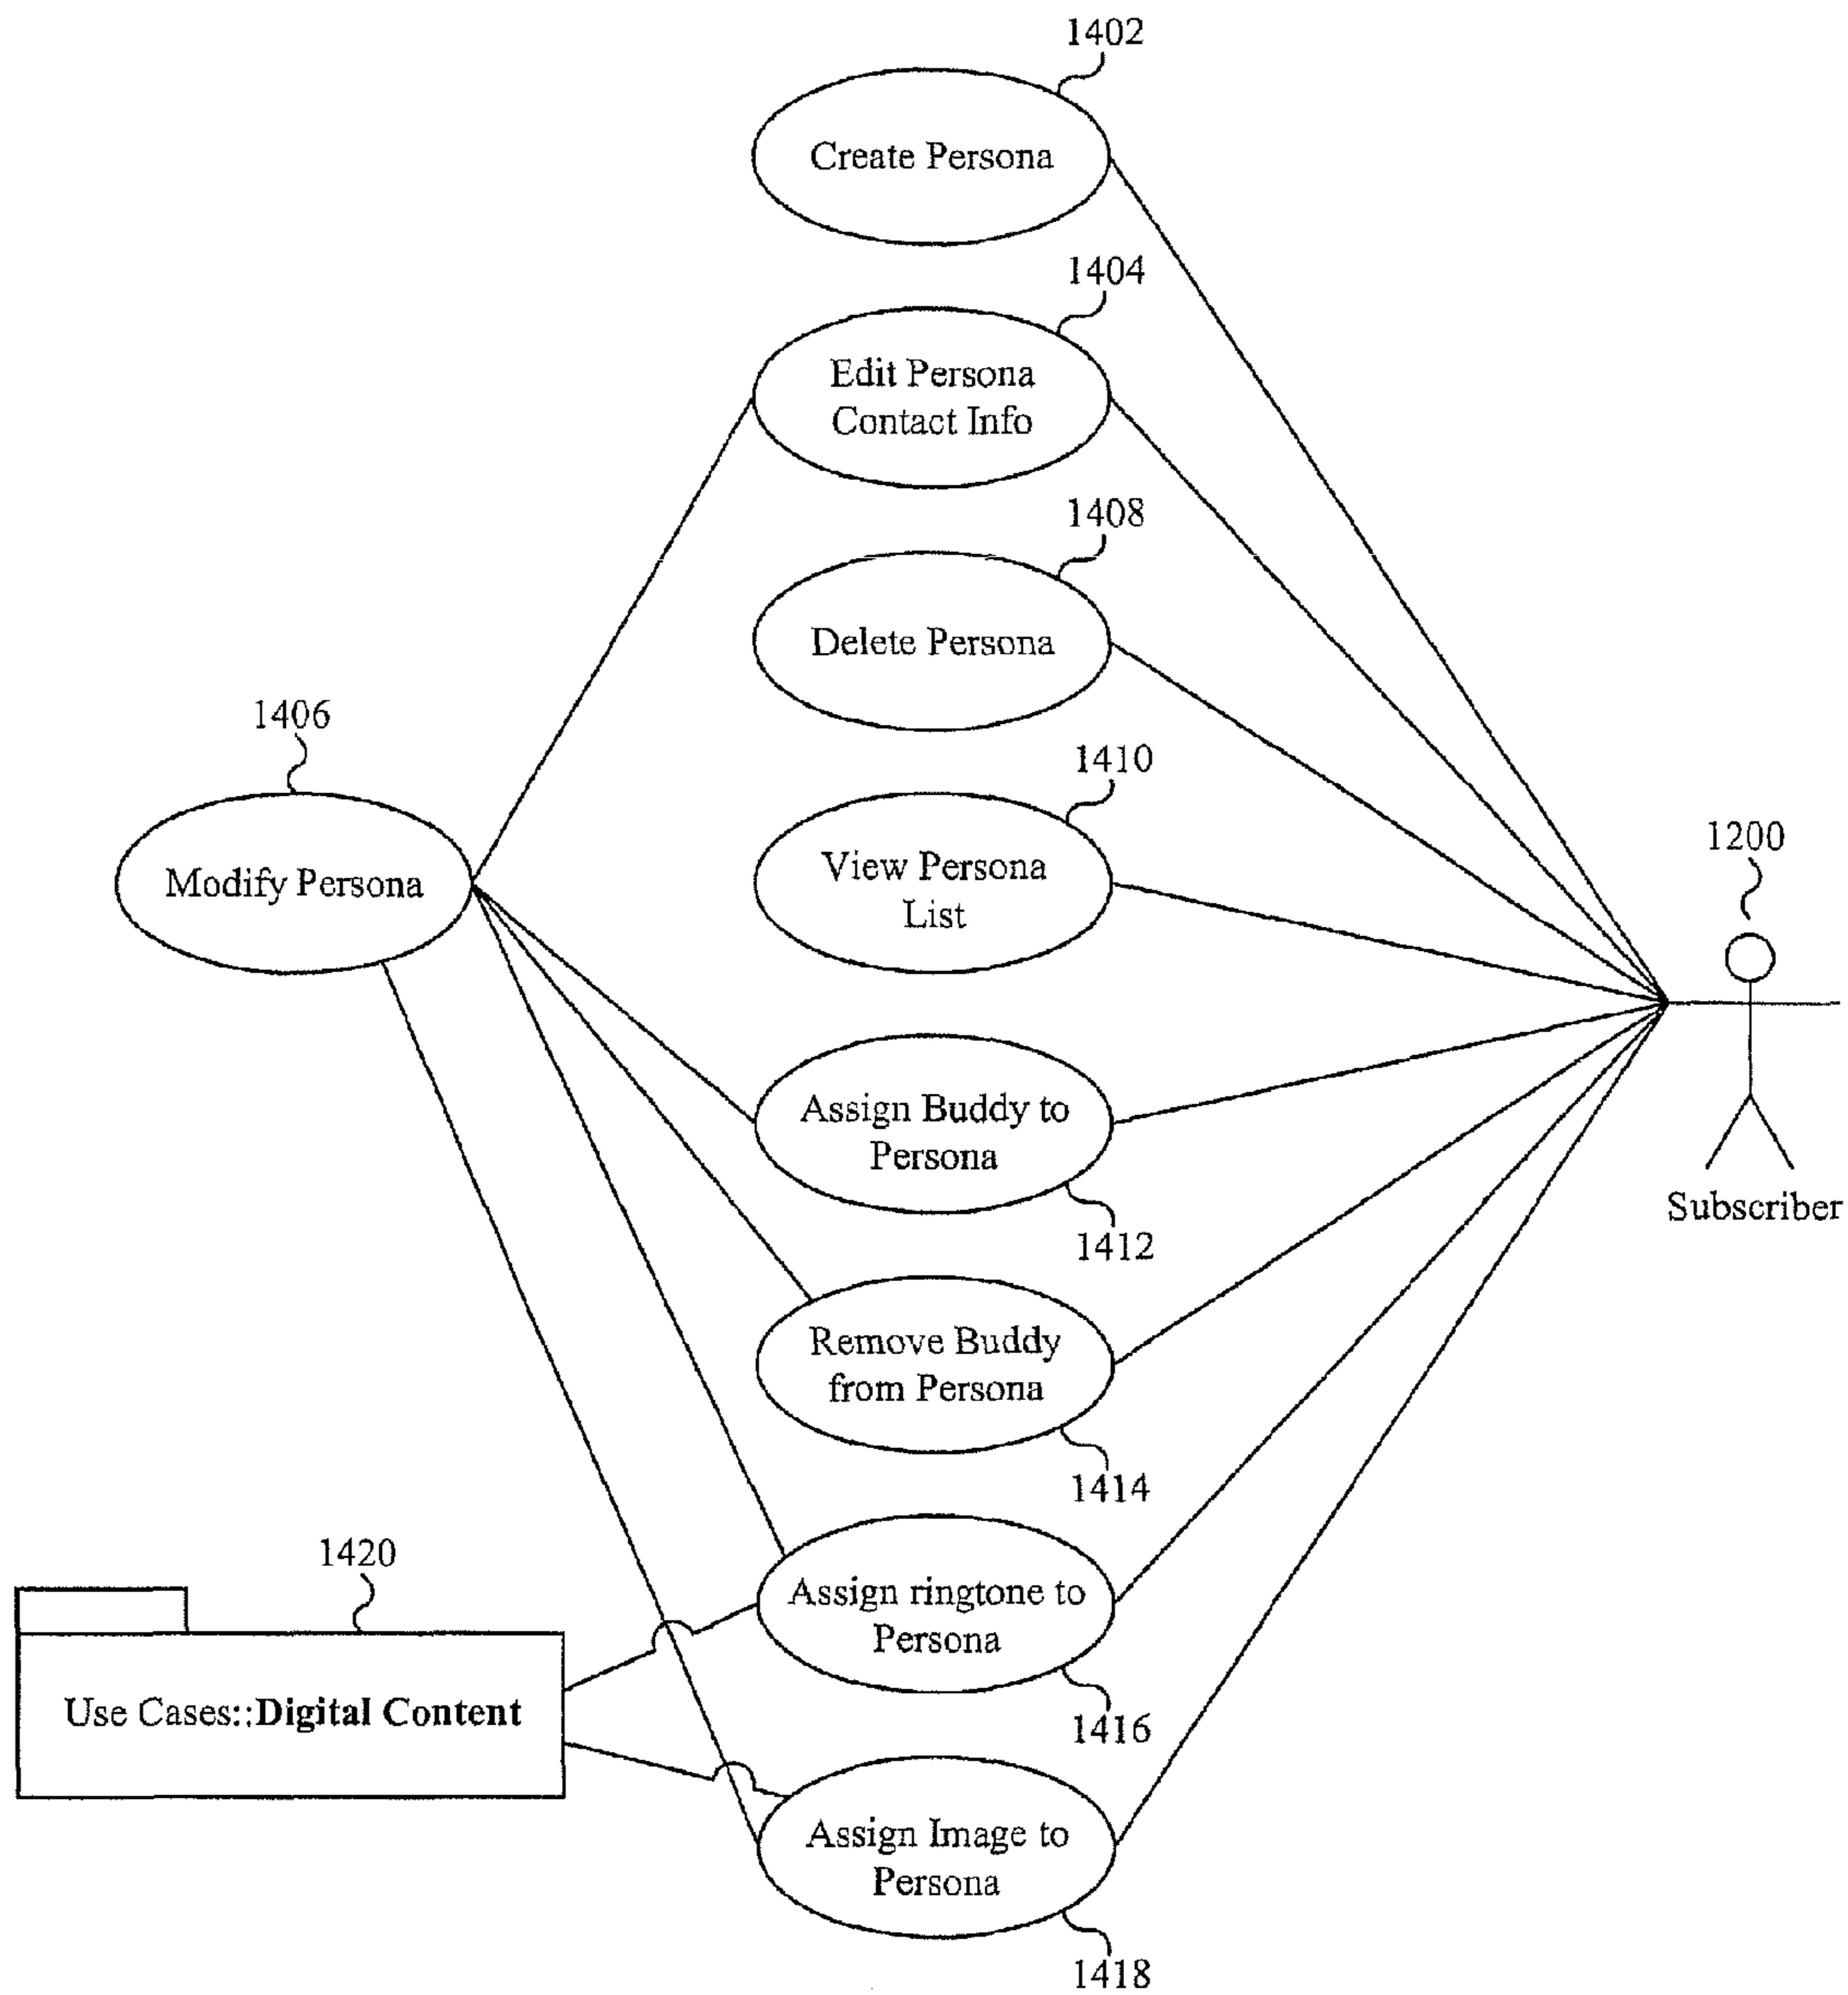 1402
Create Persona
1404
Edit Persona
Contact Info
1408
Delete Persona
1406
Modify Persona
1410
View Persona
List
1200
Subscriber
Assign Buddy to
Persona
1412
Remove Buddy
from Persona
1414
1420
Use Cases::Digital Content
Assign ringtone to
Persona
1416
Assign Image to
Persona
1418